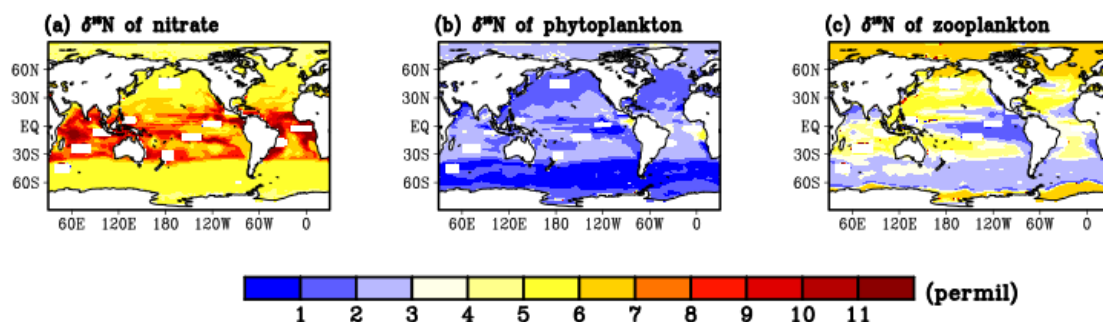 (a) δ¹⁵N of nitrate (b) δ¹⁵N of phytoplankton (c) δ¹⁵N of zooplankton
60N 60N 60N
30N 30N 30N
EQ EQ EQ
30S 30S 30S
60S 60S 60S
60E 120E 180 120W 60W 0 60E 120E 180 120W 60W 0 60E 120E 180 120W 60W 0
(permil)
1 2 3 4 5 6 7 8 9 10 11